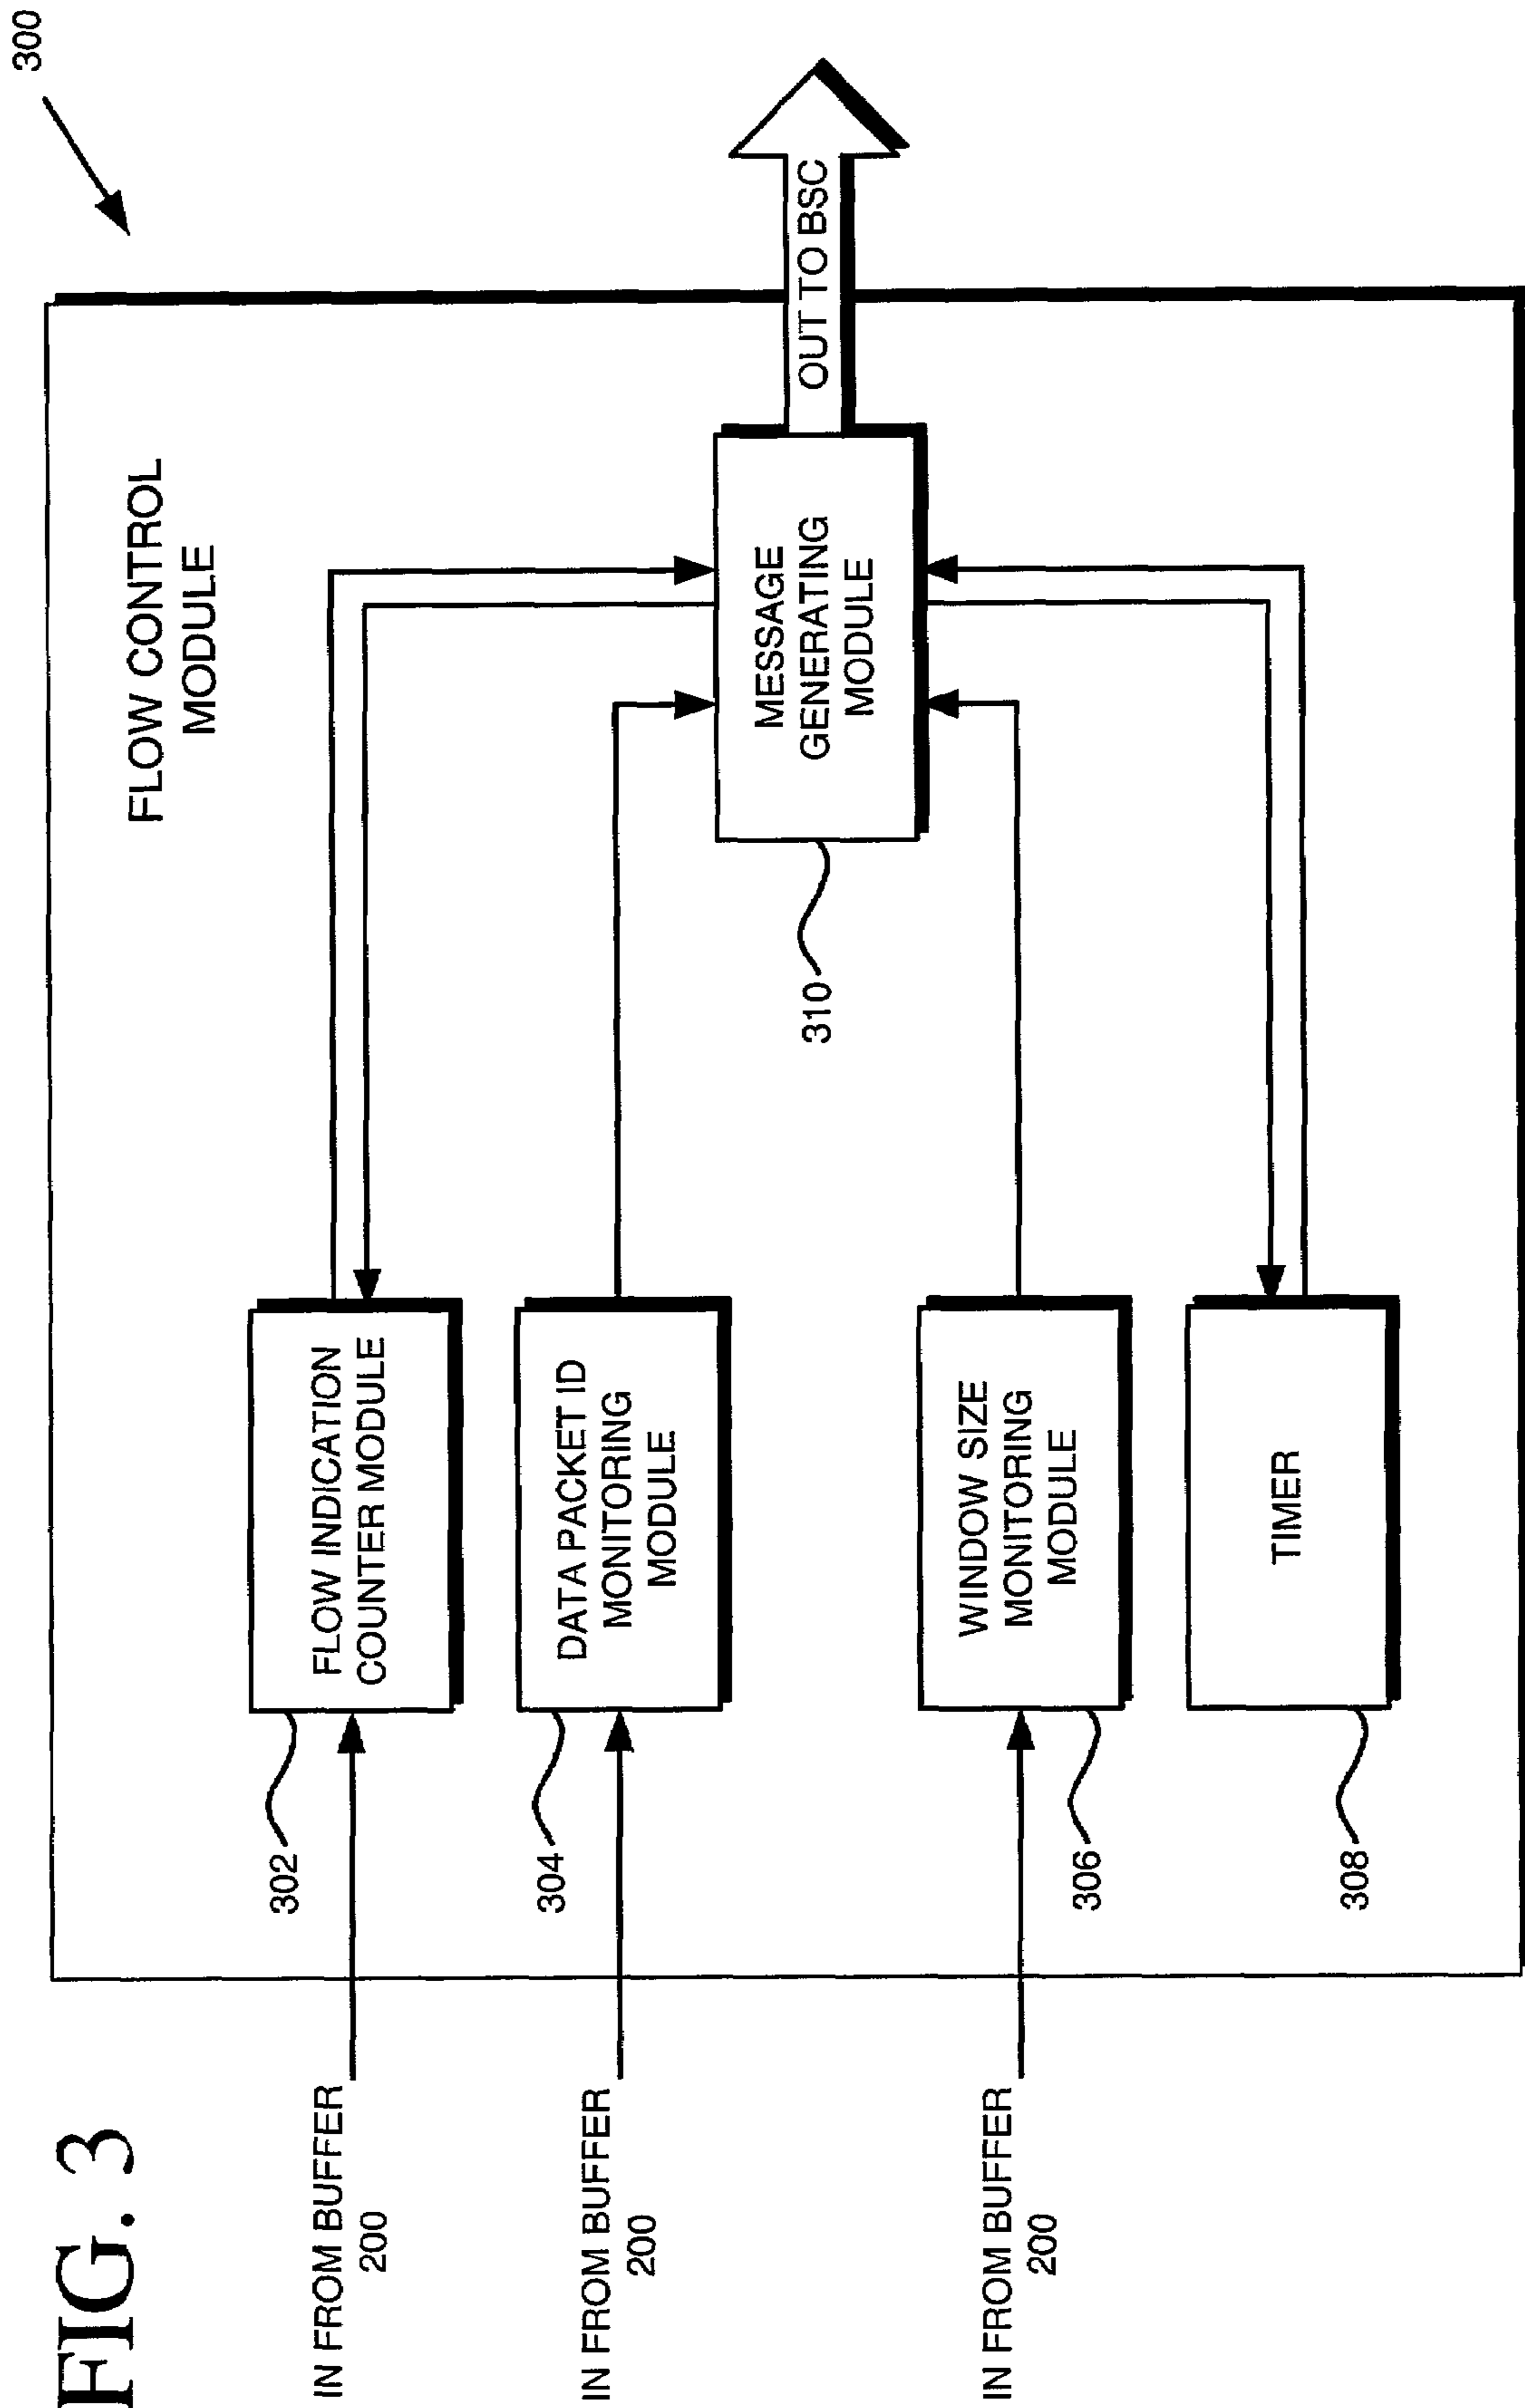 FIG. 3
300
FLOW CONTROL
MODULE
IN FROM BUFFER
200
302
FLOW INDICATION
COUNTER MODULE
IN FROM BUFFER
200
304
DATA PACKET ID
MONITORING
MODULE
310
MESSAGE
GENERATING
MODULE
OUT TO BSC
IN FROM BUFFER
200
306
WINDOW SIZE
MONITORING
MODULE
308
TIMER